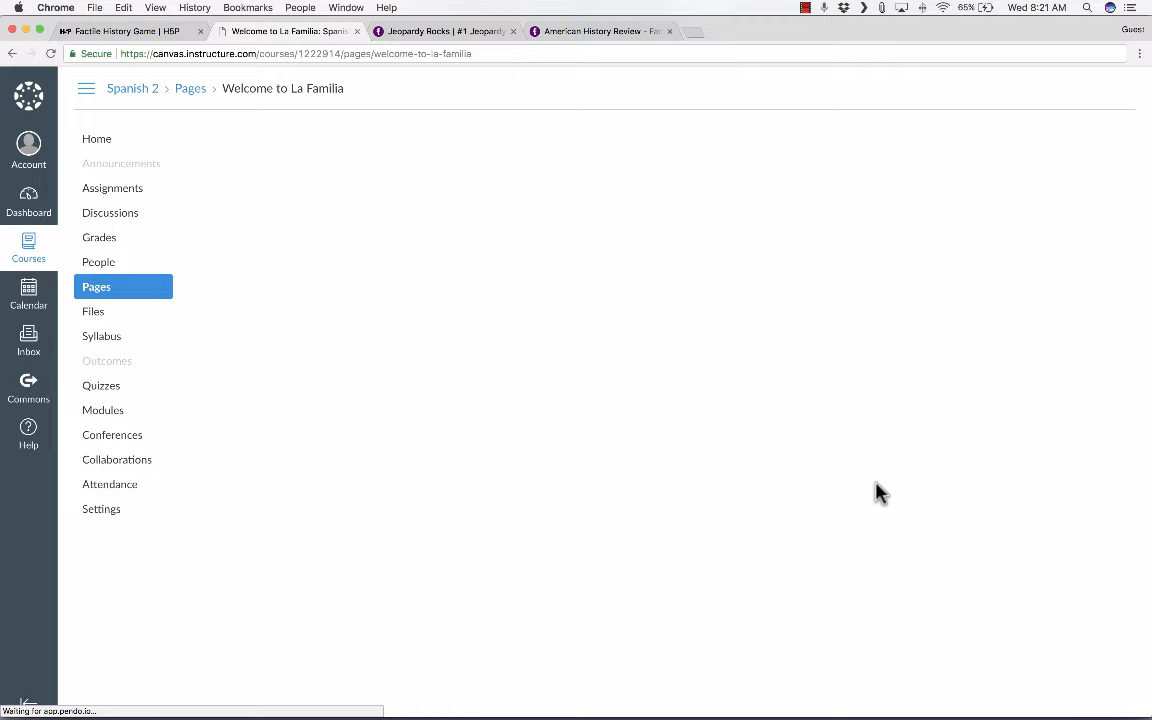 Chrome File Edit View History Bookmarks People Window Help 65% Wed 8:21 AM
H-P Factile History Game | H5P Welcome to La Familia: Spanis Jeopardy Rocks | #1 Jeopardy American History Review - Fac Guest
Secure https://canvas.instructure.com/courses/1222914/pages/welcome-to-la-familia
Spanish 2 > Pages > Welcome to La Familia
Account
Dashboard
Courses
Calendar
Inbox
Commons
Help
Home
Announcements
Assignments
Discussions
Grades
People
Pages
Files
Syllabus
Outcomes
Quizzes
Modules
Conferences
Collaborations
Attendance
Settings
Waiting for app.pendo.io...